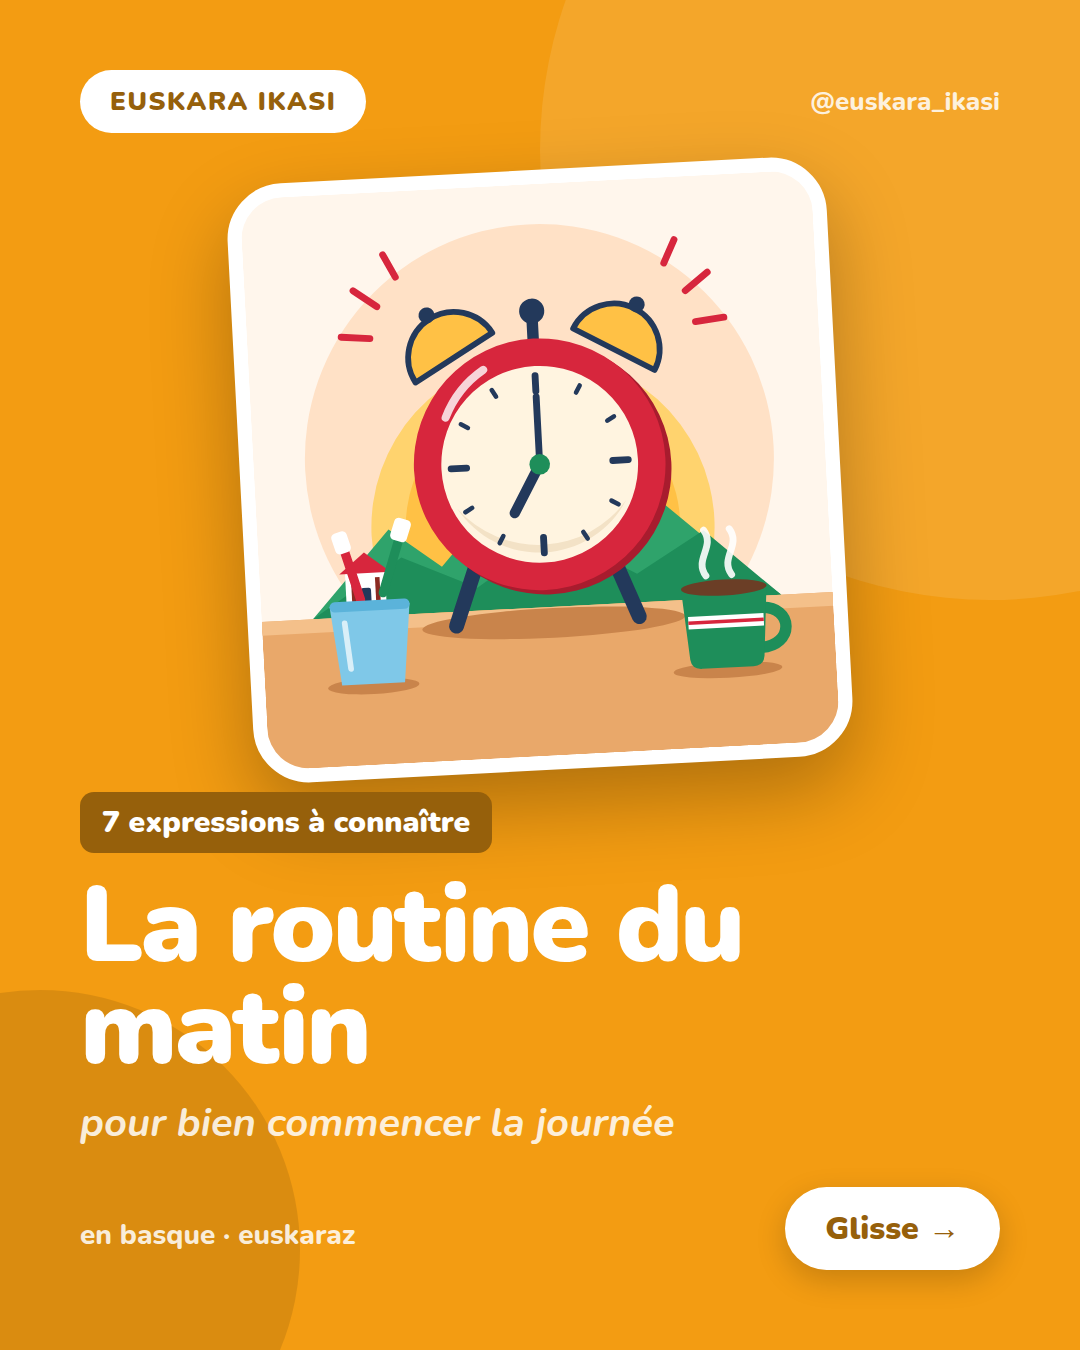 EUSKARA IKASI
@euskara_ikasi
7 expressions à connaître
La routine du
matin
pour bien commencer la journée
en basque · euskaraz
Glisse →